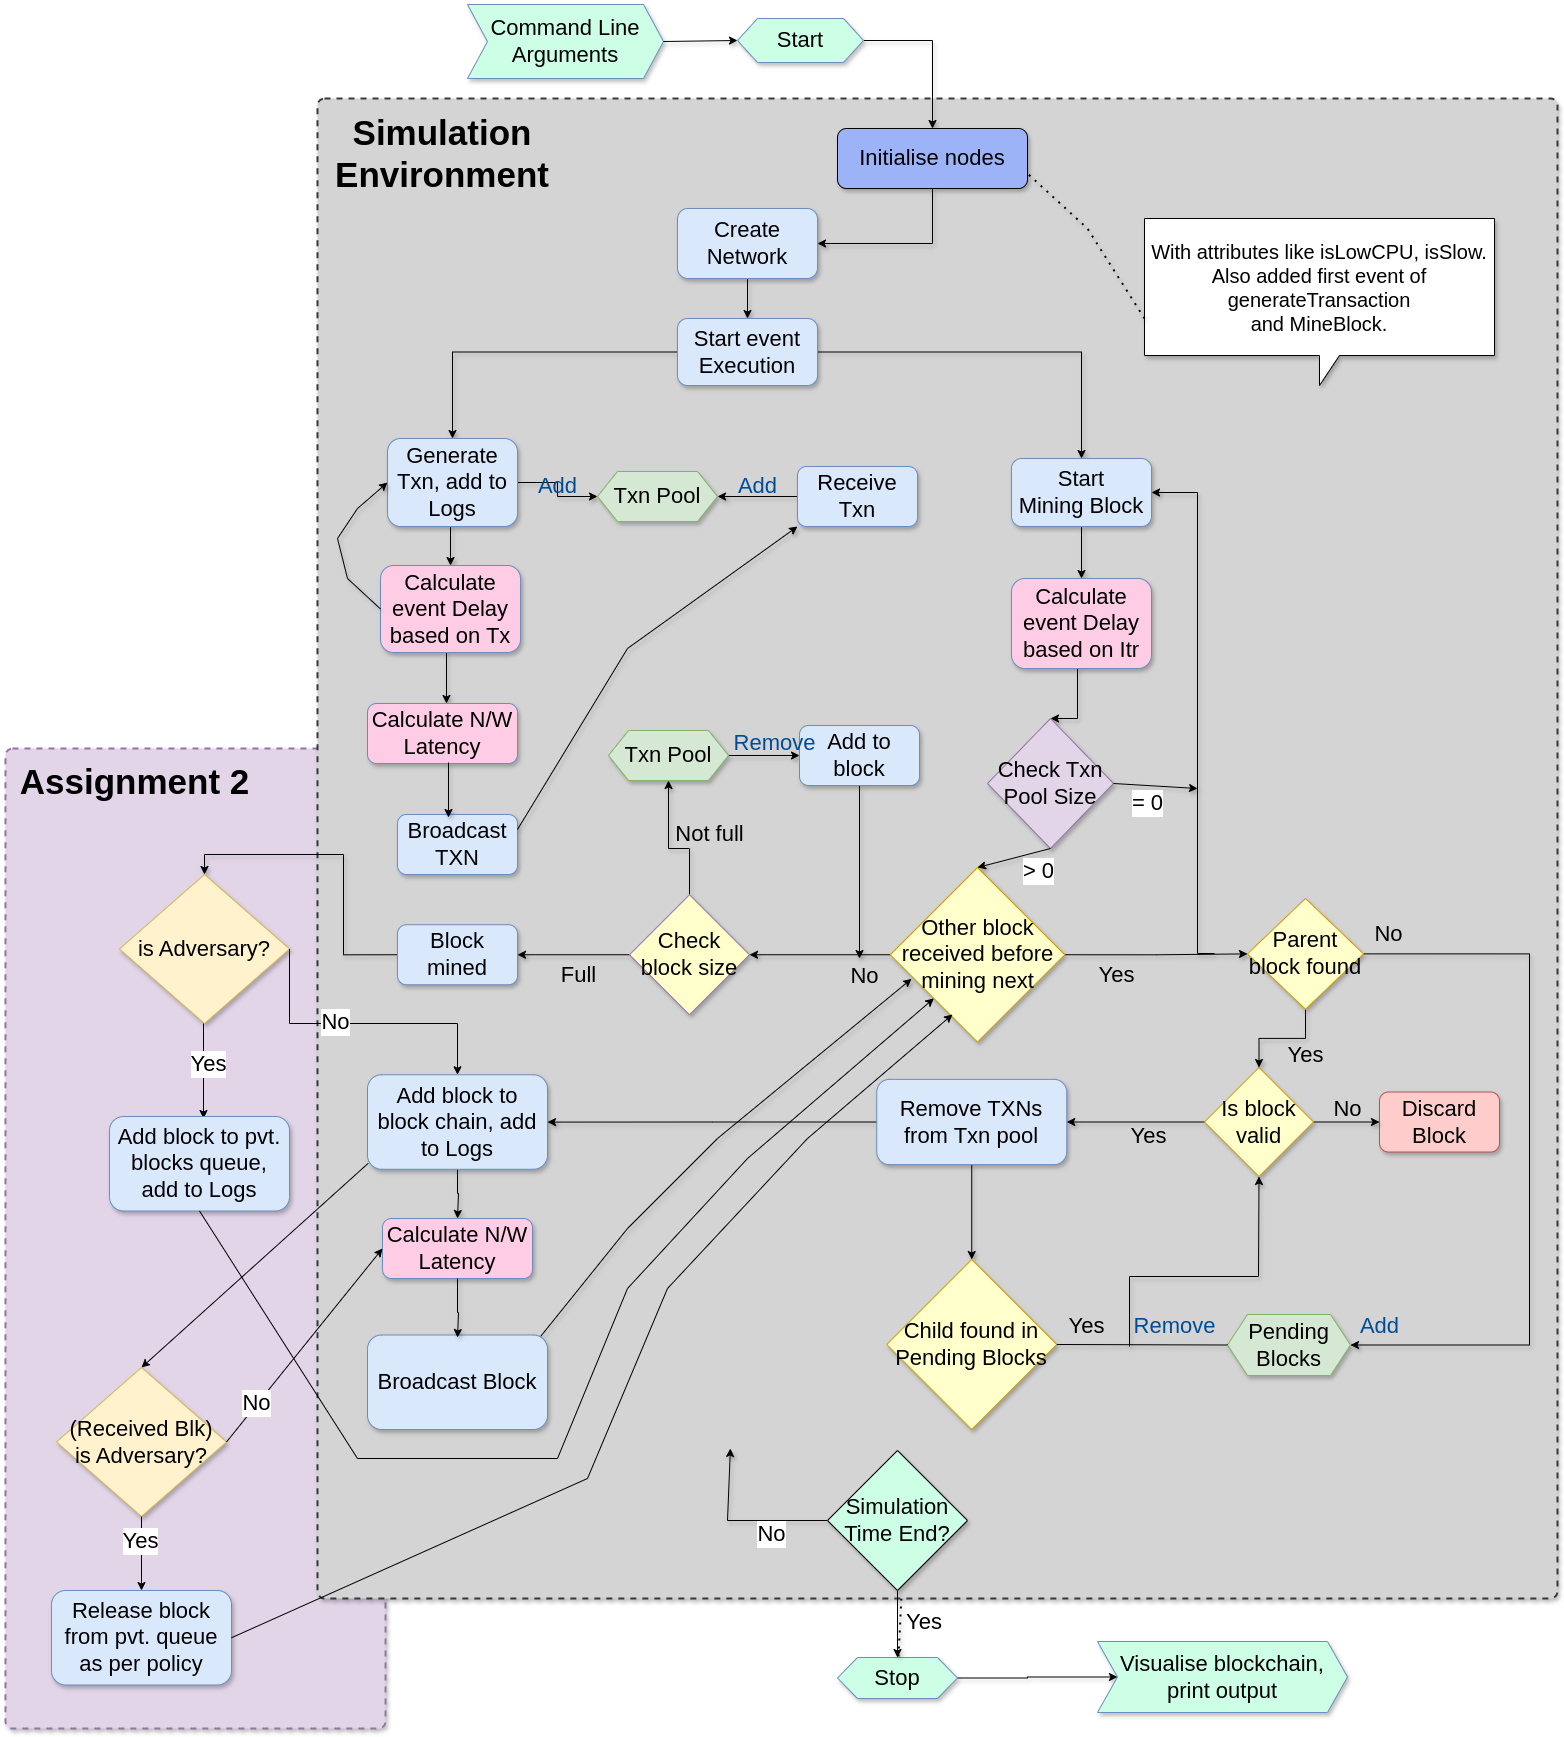 Command Line
Arguments
Start
Simulation
Environment
Initialise nodes
Create
Network
With attributes like isLowCPU, isSlow.
Also added first event of
generateTransaction
and MineBlock.
Start event
Execution
Generate
Txn, add to
Logs
Add
Txn Pool
Add
Receive
Txn
Start
Mining Block
Calculate
event Delay
based on Tx
Calculate
event Delay
based on Itr
Calculate N/W
Latency
Txn Pool
Remove
Add to
block
Check Txn
Pool Size
= 0
Assignment 2
Broadcast
TXN
Not full
> 0
is Adversary?
Block
mined
Full
Check
block size
No
Other block
received before
mining next
Yes
Parent
block found
No
No
Yes
Yes
Add block to pvt.
blocks queue,
add to Logs
Add block to
block chain, add
to Logs
Remove TXNs
from Txn pool
Yes
Is block
valid
No
Discard
Block
Calculate N/W
Latency
Broadcast Block
Child found in
Pending Blocks
Yes
Remove
Pending
Blocks
Add
No
(Received Blk)
is Adversary?
Yes
Simulation
Time End?
No
Release block
from pvt. queue
as per policy
Yes
Stop
Visualise blockchain,
print output